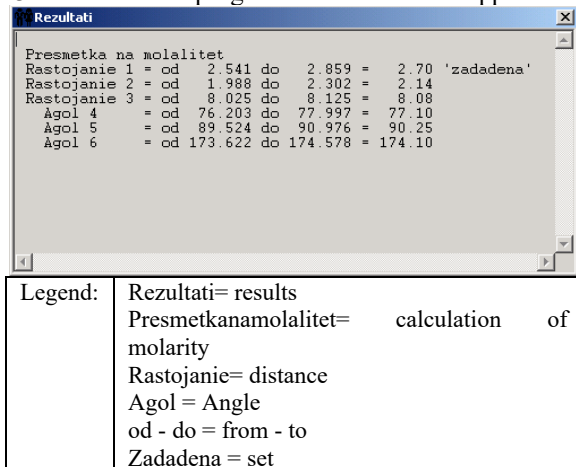 Rezultati
Presmetka na molalitet
Rastojanie 1 = od 2.541 do 2.859 = 2.70 'zadadena'
Rastojanie 2 = od 1.988 do 2.302 = 2.14
Rastojanie 3 = od 8.025 do 8.125 = 8.08
Agol 4 = od 76.203 do 77.997 = 77.10
Agol 5 = od 89.524 do 90.976 = 90.25
Agol 6 = od 173.622 do 174.578 = 174.10
Legend: Rezultati= results
Presmetkanamolalitet= calculation of
molarity
Rastojanie= distance
Agol = Angle
od - do = from - to
Zadadena = set